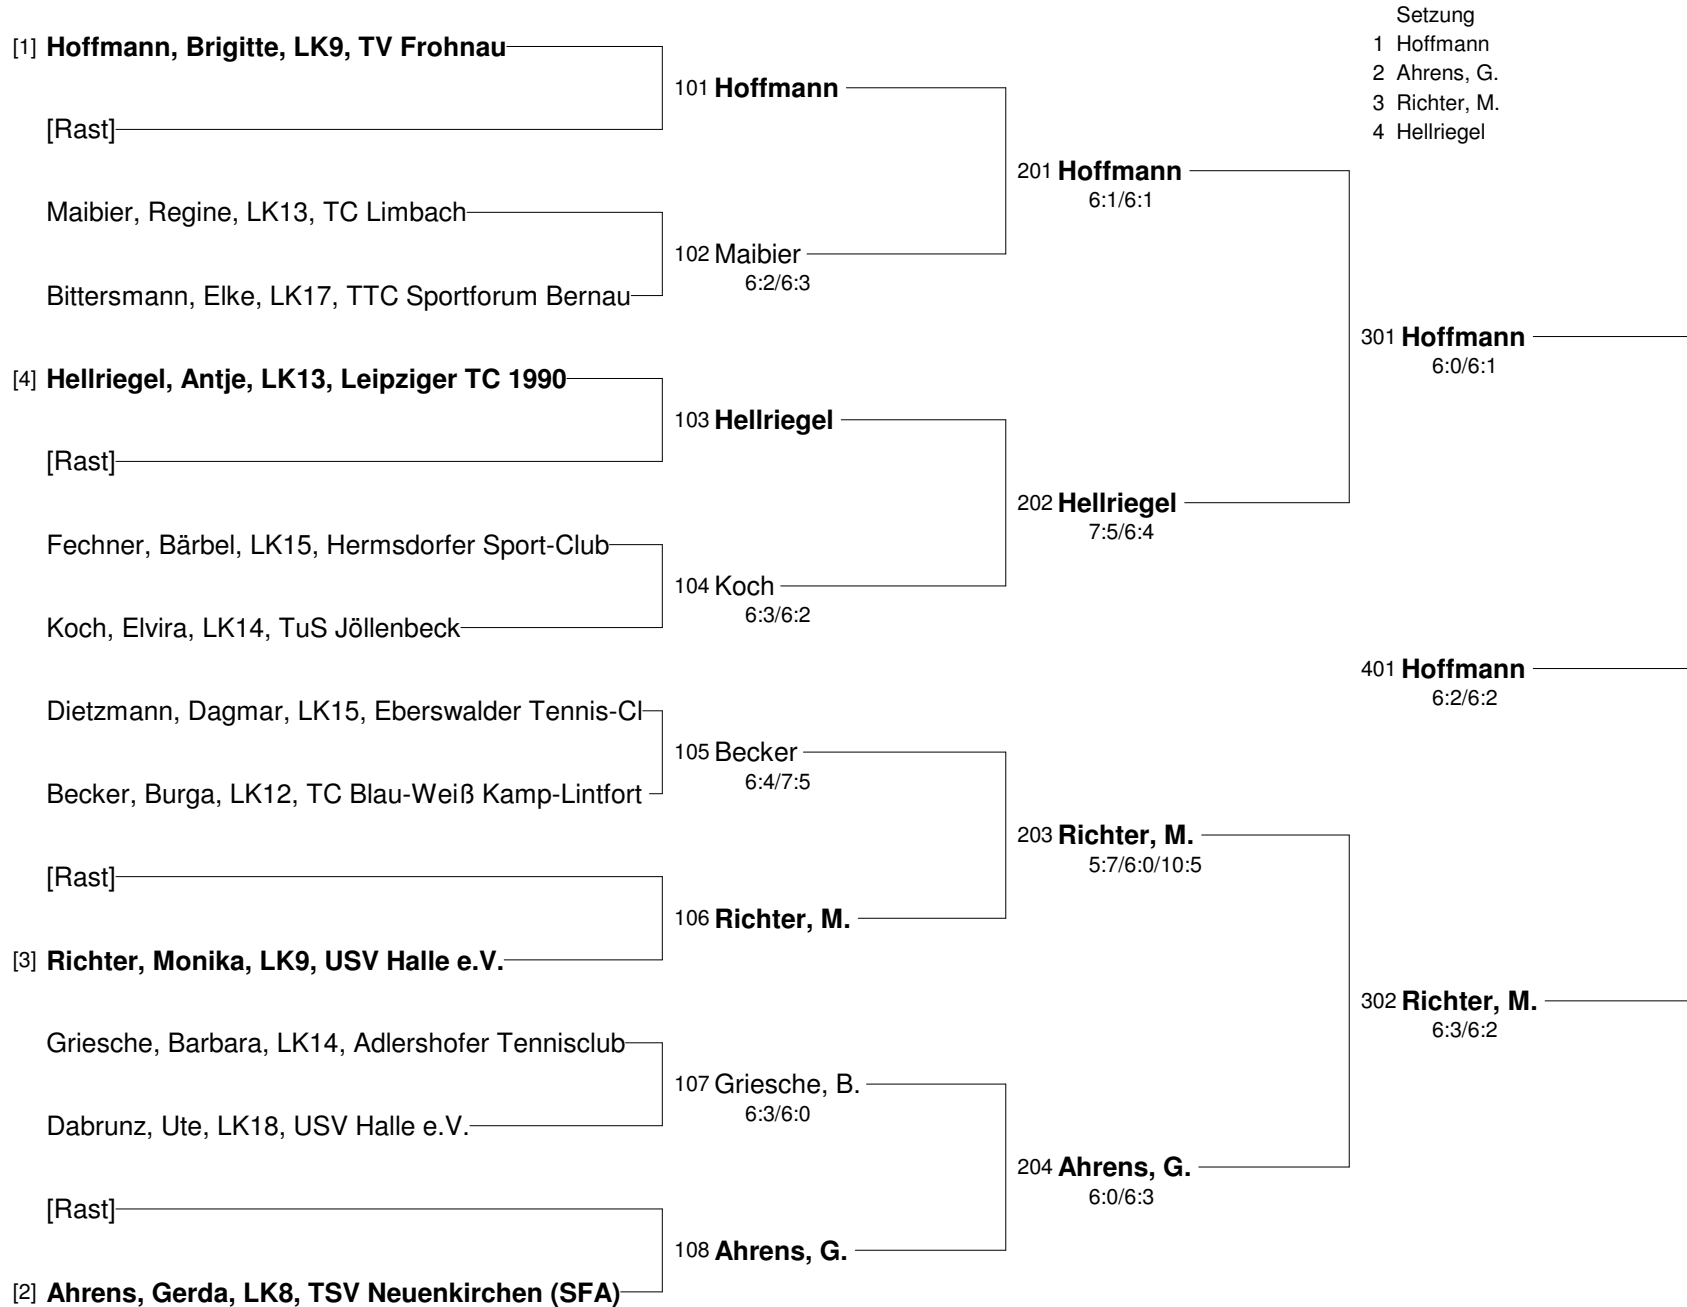 Setzung
1 Hoffmann
2 Ahrens, G.
3 Richter, M.
4 Hellriegel
[1] Hoffmann, Brigitte, LK9, TV Frohnau
[Rast]
Maibier, Regine, LK13, TC Limbach
Bittersmann, Elke, LK17, TTC Sportforum Bernau
[4] Hellriegel, Antje, LK13, Leipziger TC 1990
[Rast]
Fechner, Bärbel, LK15, Hermsdorfer Sport-Club
Koch, Elvira, LK14, TuS Jöllenbeck
Dietzmann, Dagmar, LK15, Eberswalder Tennis-Cl
Becker, Burga, LK12, TC Blau-Weiß Kamp-Lintfort
[Rast]
[3] Richter, Monika, LK9, USV Halle e.V.
Griesche, Barbara, LK14, Adlershofer Tennisclub
Dabrunz, Ute, LK18, USV Halle e.V.
[Rast]
[2] Ahrens, Gerda, LK8, TSV Neuenkirchen (SFA)
101 Hoffmann
102 Maibier
6:2/6:3
103 Hellriegel
104 Koch
6:3/6:2
105 Becker
6:4/7:5
106 Richter, M.
107 Griesche, B.
6:3/6:0
108 Ahrens, G.
201 Hoffmann
6:1/6:1
202 Hellriegel
7:5/6:4
203 Richter, M.
5:7/6:0/10:5
204 Ahrens, G.
6:0/6:3
301 Hoffmann
6:0/6:1
401 Hoffmann
6:2/6:2
302 Richter, M.
6:3/6:2